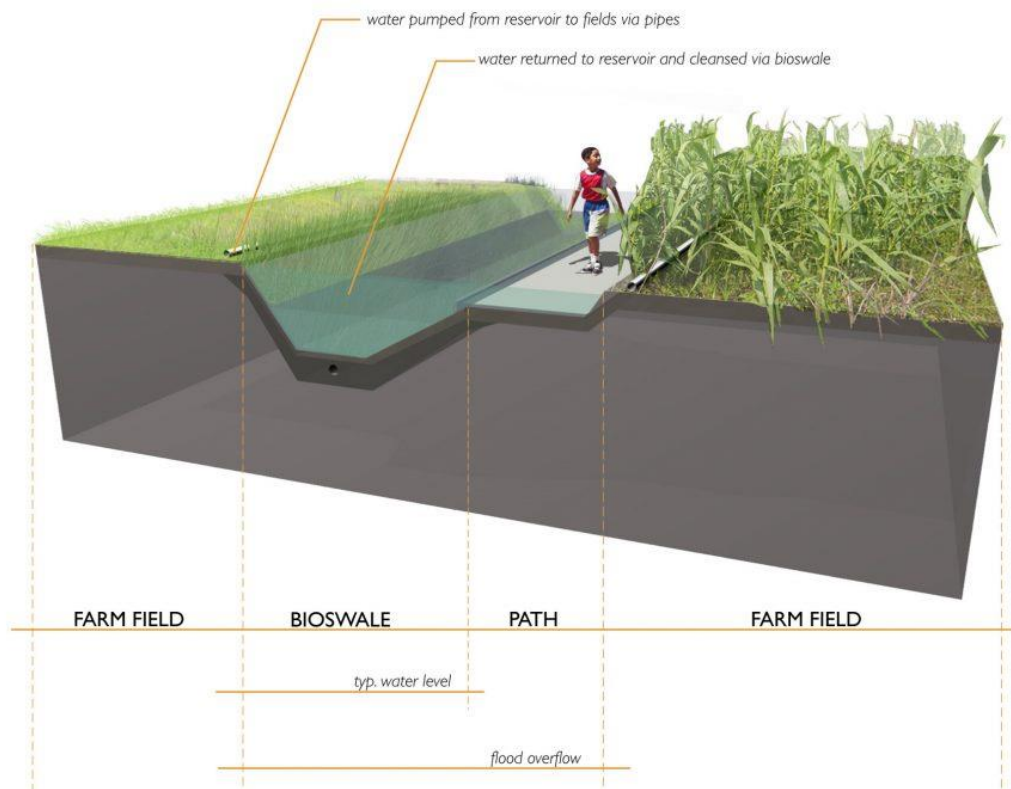 water pumped from reservoir to fields via pipes
water returned to reservoir and cleansed via bioswale
FARM FIELD BIOSWALE PATH FARM FIELD
typ. water level
flood overflow